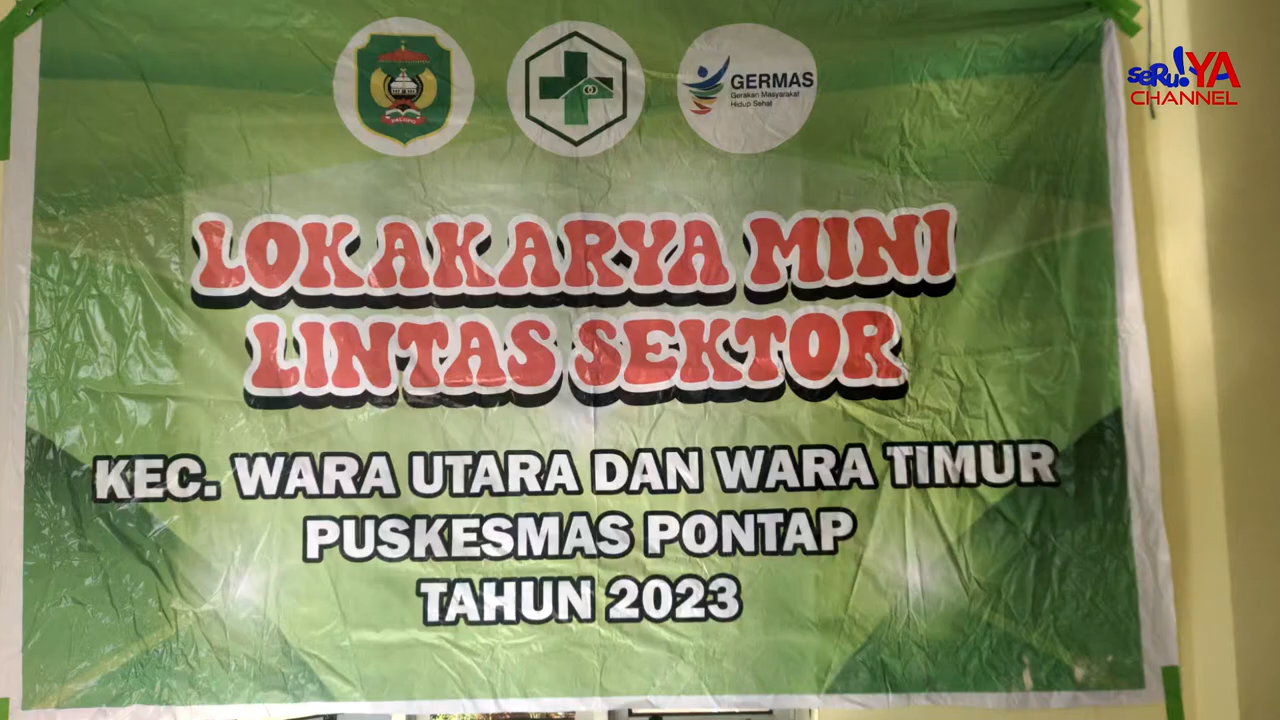 seRu! YA
CHANNEL
GERMAS
Gerakan Masyarakat
Hidup Sehat
LOKAKARYA MINI
LINTAS SEKTOR
KEC. WARA UTARA DAN WARA TIMUR
PUSKESMAS PONTAP
TAHUN 2023